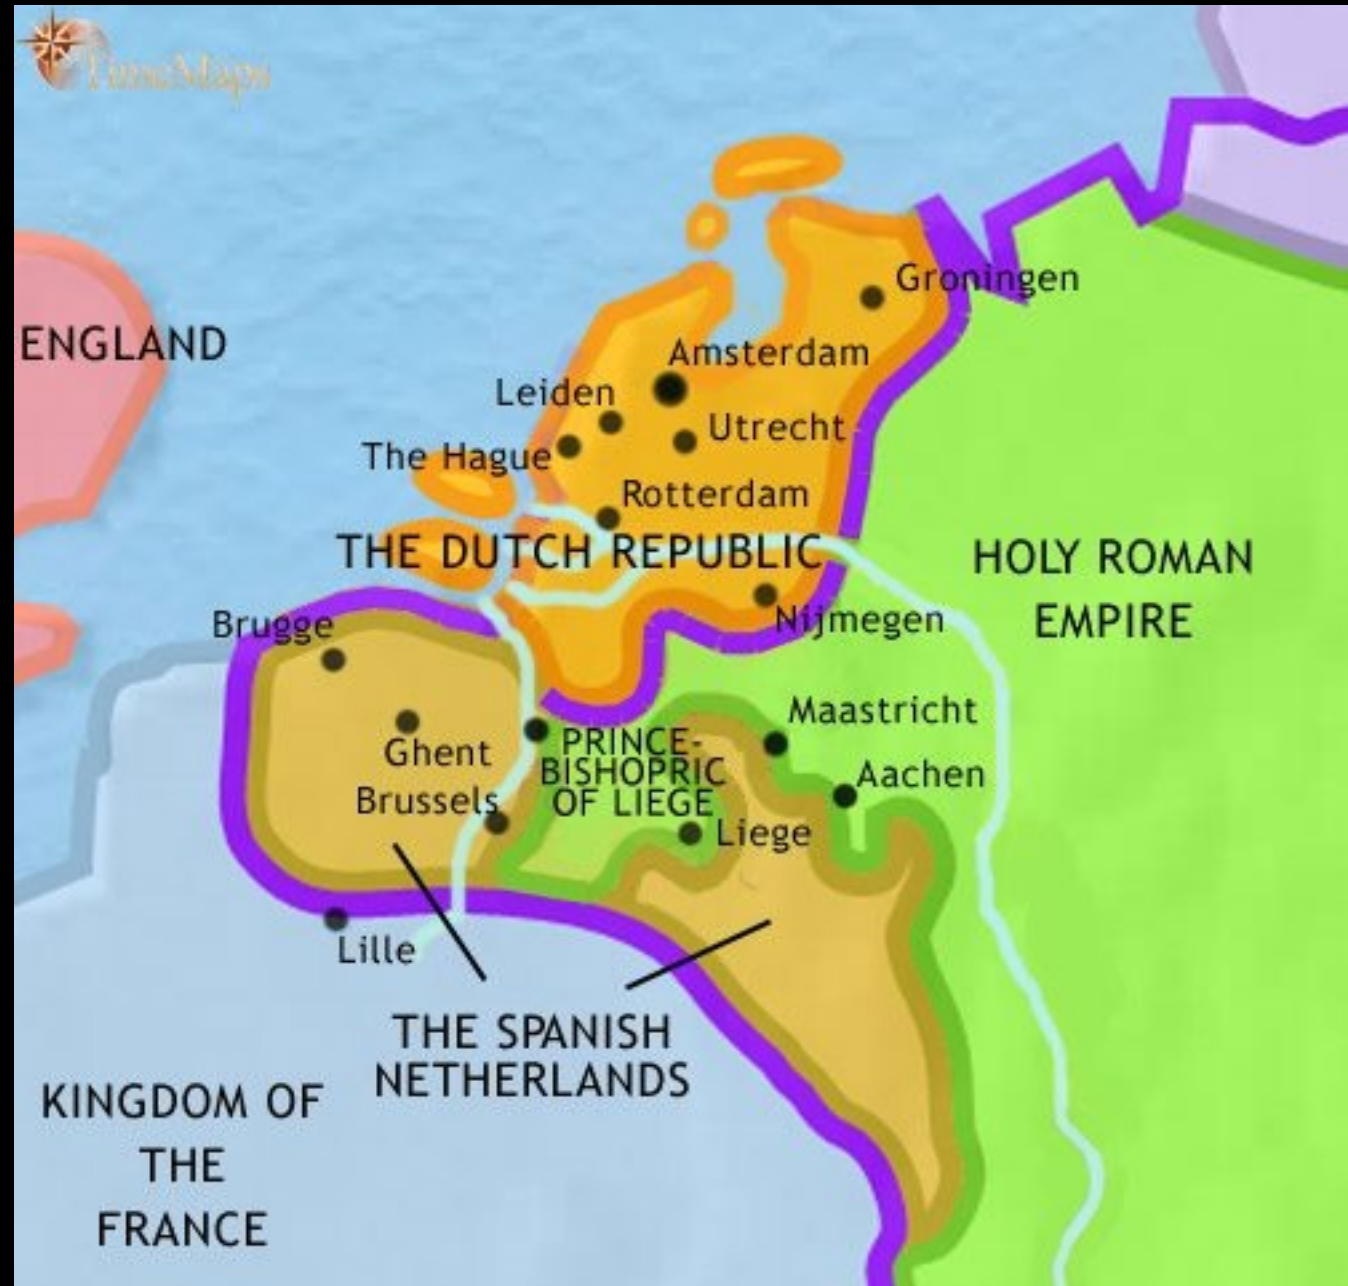 TimeMaps
Groningen
ENGLAND
Amsterdam
Leiden
Utrecht
The Hague
Rotterdam
THE DUTCH REPUBLIC
HOLY ROMAN
EMPIRE
Nijmegen
Brugge
Maastricht
Ghent
PRINCE-
BISHOPRIC
OF LIEGE
Aachen
Brussels
Liege
Lille
THE SPANISH
NETHERLANDS
KINGDOM OF
THE
FRANCE